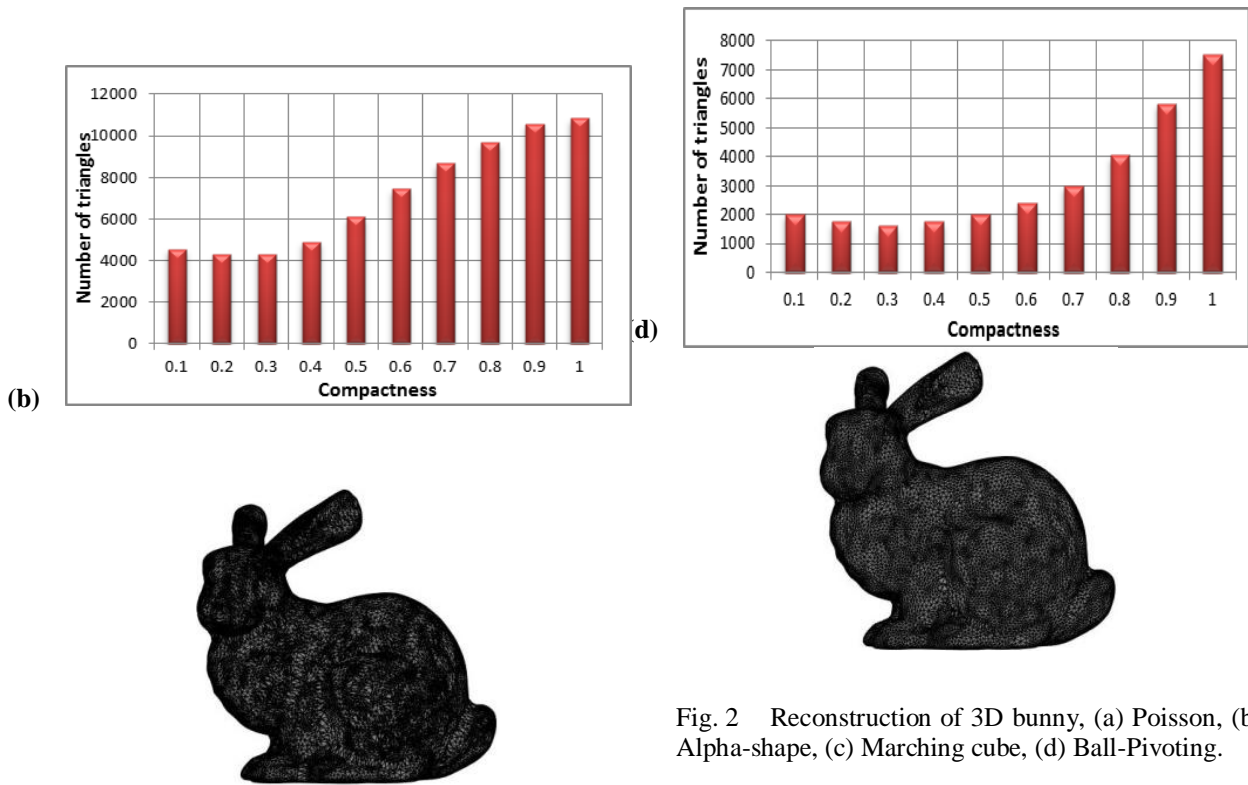 12000
10000
8000
6000
4000
2000
0
Number of triangles
0.1 0.2 0.3 0.4 0.5 0.6 0.7 0.8 0.9 1
Compactness
(b)
8000
7000
6000
5000
4000
3000
2000
1000
0
Number of triangles
0.1 0.2 0.3 0.4 0.5 0.6 0.7 0.8 0.9 1
Compactness
(d)
Fig. 2 Reconstruction of 3D bunny, (a) Poisson, (b
Alpha-shape, (c) Marching cube, (d) Ball-Pivoting.